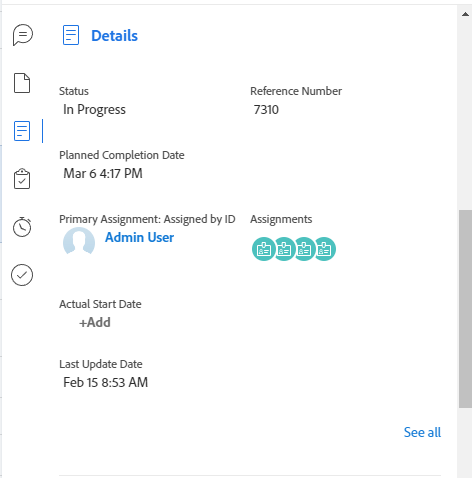 Details
Status
In Progress
Reference Number
7310
Planned Completion Date
Mar 6 4:17 PM
Primary Assignment: Assigned by ID
Admin User
Assignments
Actual Start Date
+Add
Last Update Date
Feb 15 8:53 AM
See all